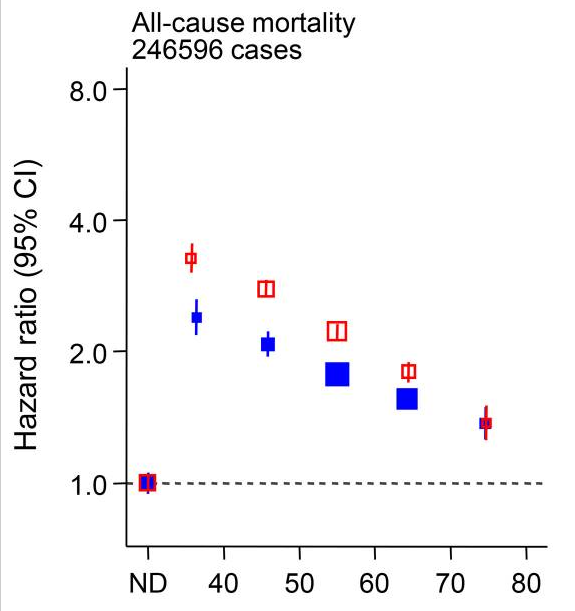 All-cause mortality
246596 cases
Hazard ratio (95% CI)
8.0
4.0
2.0
1.0
ND 40 50 60 70 80